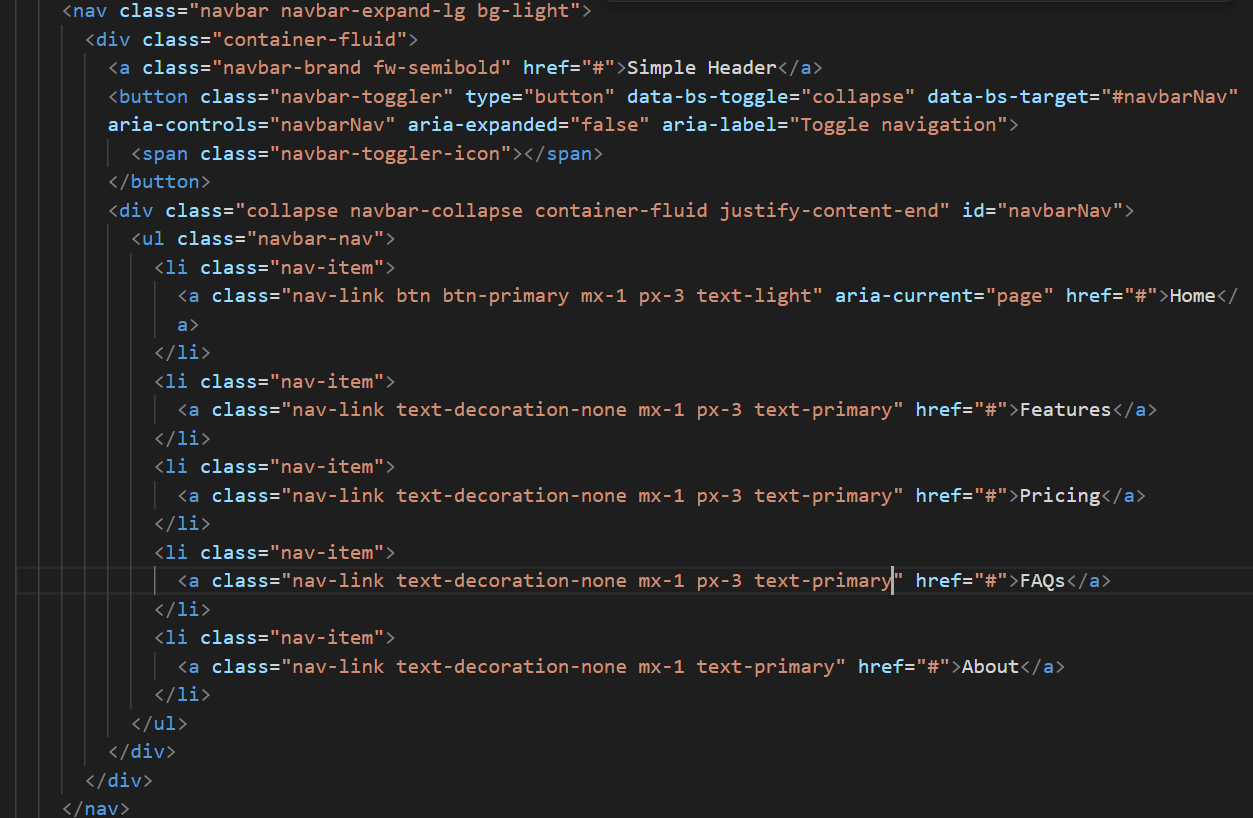 <nav class="navbar navbar-expand-lg bg-light">
<div class="container-fluid">
<a class="navbar-brand fw-semibold" href="#">Simple Header</a>
<button class="navbar-toggler" type="button" data-bs-toggle="collapse" data-bs-target="#navbarNav"
aria-controls="navbarNav" aria-expanded="false" aria-label="Toggle navigation">
<span class="navbar-toggler-icon"></span>
</button>
<div class="collapse navbar-collapse container-fluid justify-content-end" id="navbarNav">
<ul class="navbar-nav">
<li class="nav-item">
<a class="nav-link btn btn-primary mx-1 px-3 text-light" aria-current="page" href="#">Home</
a>
</li>
<li class="nav-item">
<a class="nav-link text-decoration-none mx-1 px-3 text-primary" href="#">Features</a>
</li>
<li class="nav-item">
<a class="nav-link text-decoration-none mx-1 px-3 text-primary" href="#">Pricing</a>
</li>
<li class="nav-item">
<a class="nav-link text-decoration-none mx-1 px-3 text-primary" href="#">FAQs</a>
</li>
<li class="nav-item">
<a class="nav-link text-decoration-none mx-1 text-primary" href="#">About</a>
</li>
</ul>
</div>
</div>
</nav>